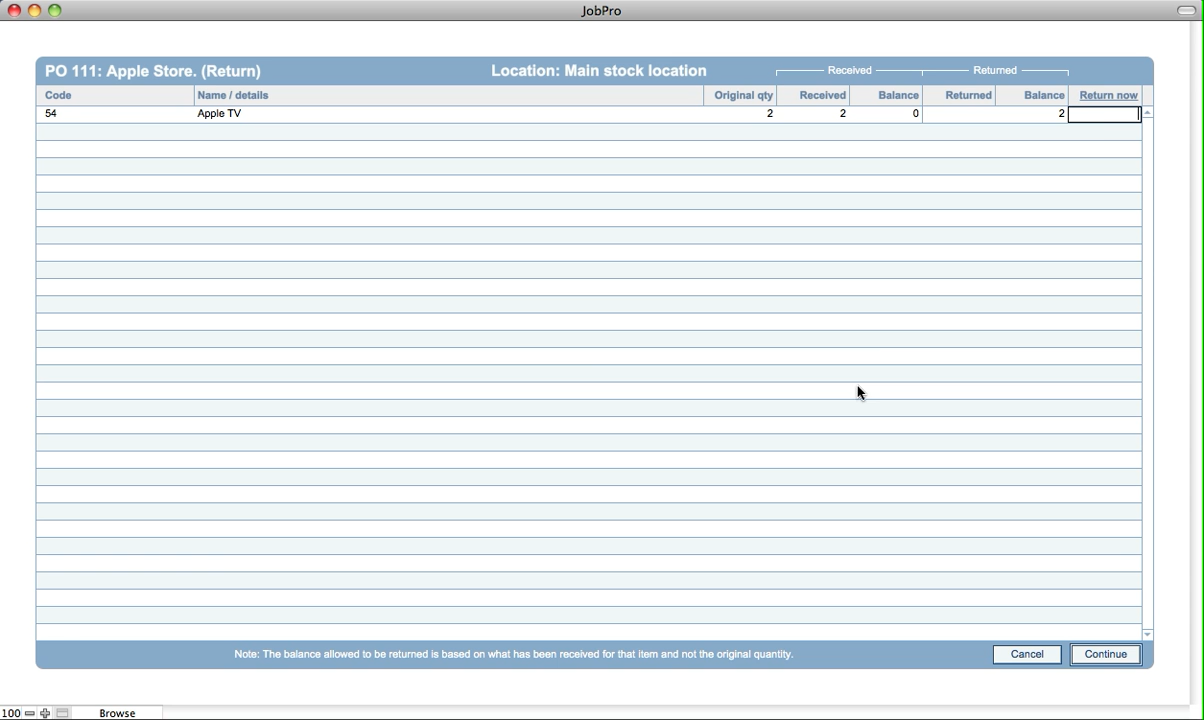 JobPro
PO 111: Apple Store. (Return) Location: Main stock location Received Returned
Code Name / details Original qty Received Balance Returned Balance Return now
54 Apple TV 2 2 0 2
Note: The balance allowed to be returned is based on what has been received for that item and not the original quantity. Cancel Continue
100 Browse